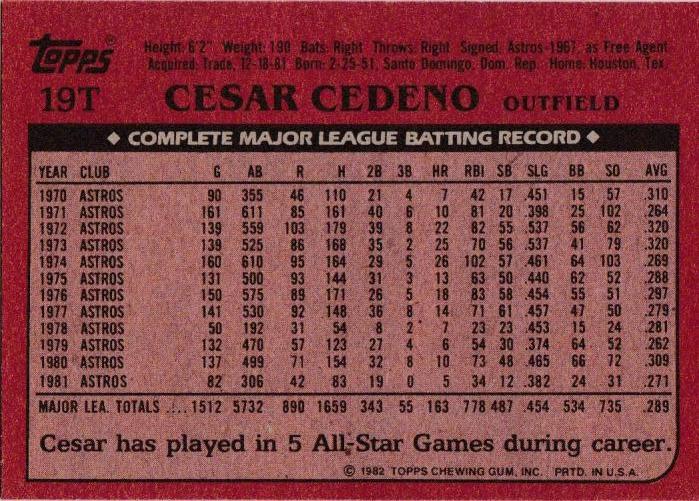 Topps® Height: 6'2" Weight: 190 Bats: Right Throws: Right Signed: Astros-1967, as Free Agent
Acquired: Trade, 12-18-81 Born: 2-25-51, Santo Domingo, Dom. Rep. Home: Houston, Tex.
19T CESAR CEDENO OUTFIELD
◆ COMPLETE MAJOR LEAGUE BATTING RECORD ◆
YEAR CLUB G AB R H 2B 3B HR RBI SB SLG BB SO AVG
1970 ASTROS 90 355 46 110 21 4 7 42 17 .451 15 57 .310
1971 ASTROS 161 611 85 161 40 6 10 81 20 .398 25 102 .264
1972 ASTROS 139 559 103 179 39 8 22 82 55 .537 56 62 .320
1973 ASTROS 139 525 86 168 35 2 25 70 56 .537 41 79 .320
1974 ASTROS 160 610 95 164 29 5 26 102 57 .461 64 103 .269
1975 ASTROS 131 500 93 144 31 3 13 63 50 .440 62 52 .288
1976 ASTROS 150 575 89 171 26 5 18 83 58 .454 55 51 .297
1977 ASTROS 141 530 92 148 36 8 14 71 61 .457 47 50 .279
1978 ASTROS 50 192 31 54 8 2 7 23 23 .453 15 24 .281
1979 ASTROS 132 470 57 123 27 4 6 54 30 .374 64 52 .262
1980 ASTROS 137 499 71 154 32 8 10 73 48 .465 66 72 .309
1981 ASTROS 82 306 42 83 19 0 5 34 12 .382 24 31 .271
MAJOR LEA. TOTALS .... 1512 5732 890 1659 343 55 163 778 487 .454 534 735 .289
Cesar has played in 5 All-Star Games during career.
© 1982 TOPPS CHEWING GUM, INC. PRTD. IN U.S.A.